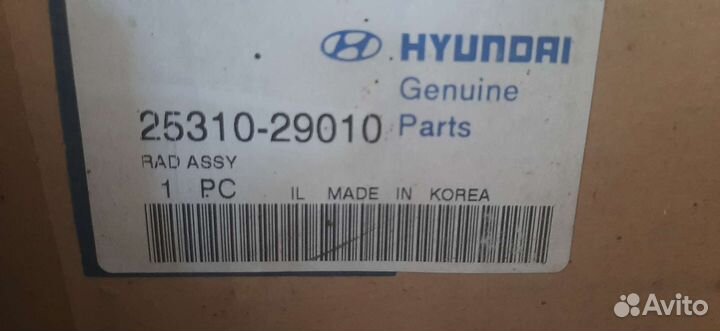 HYUNDAI
Genuine
25310-29010 Parts
RAD ASSY
1 PC IL MADE IN KOREA
Avito